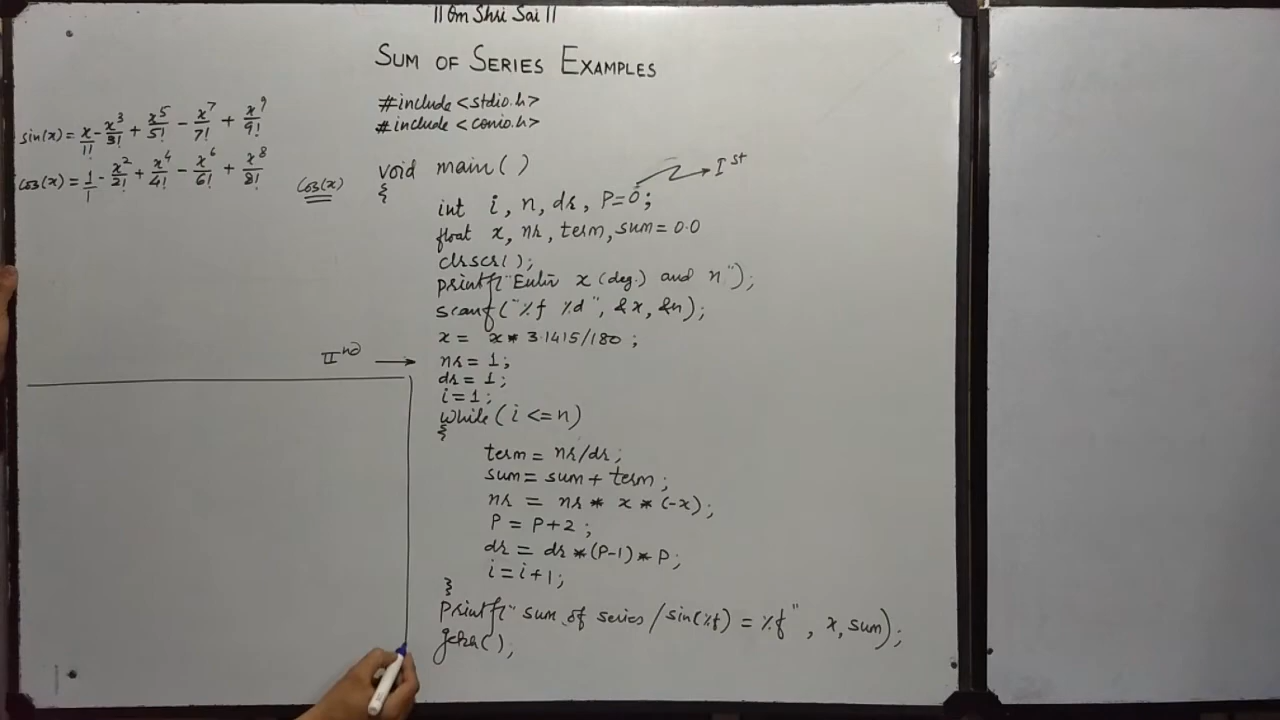 || Om Shri Sai ||
SUM OF SERIES EXAMPLES
sin(x) = x/1! - x³/3! + x⁵/5! - x⁷/7! + x⁹/9!
cos(x) = 1/1 - x²/2! + x⁴/4! - x⁶/6! + x⁸/8!
cos(x)
#include <stdio.h>
#include <conio.h>
void main()
{
int i, n, dr, P=0; → I st
float x, nr, term, sum = 0.0
clrscr();
printf("Enter x (deg.) and n");
scanf("%f %d", &x, &n);
x = x * 3.1415/180 ;
II nd → nr = 1;
dr = 1;
i = 1;
while( i <= n)
{
term = nr/dr;
sum = sum + term;
nr = nr * x * (-x);
P = P+2 ;
dr = dr * (P-1) * P;
i = i+1;
}
printf(" sum of series / sin(%f) = %f", x, sum);
getch();